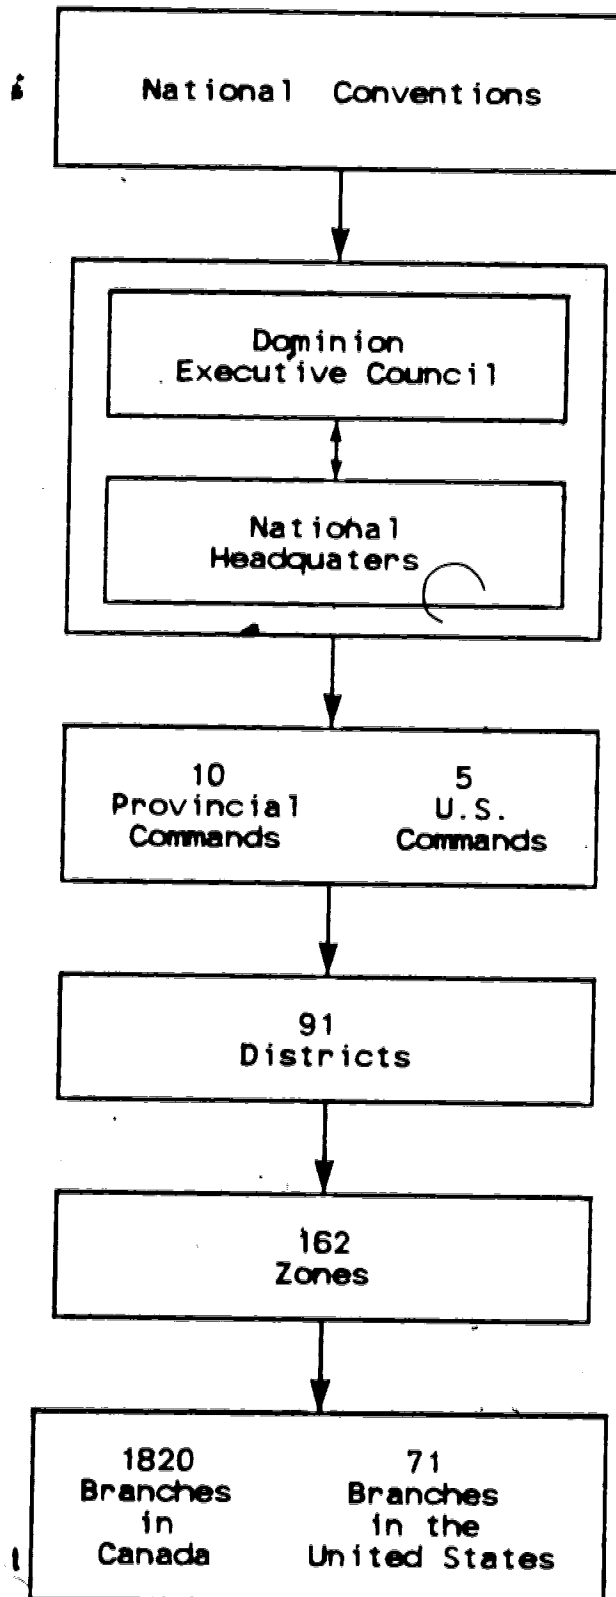 National Conventions
Dominion
Executive Council
National
Headquaters
10
Provincial
Commands
5
U.S.
Commands
91
Districts
162
Zones
1820
Branches
in
Canada
71
Branches
in the
United States